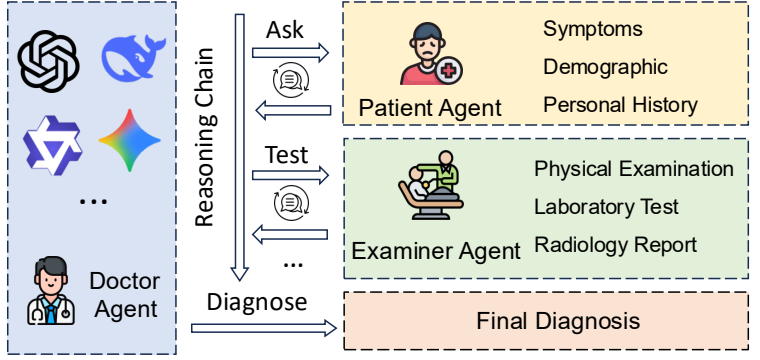 ...
Doctor
Agent
Reasoning Chain
Ask
Test
...
Diagnose
Patient Agent
Symptoms
Demographic
Personal History
Examiner Agent
Physical Examination
Laboratory Test
Radiology Report
Final Diagnosis